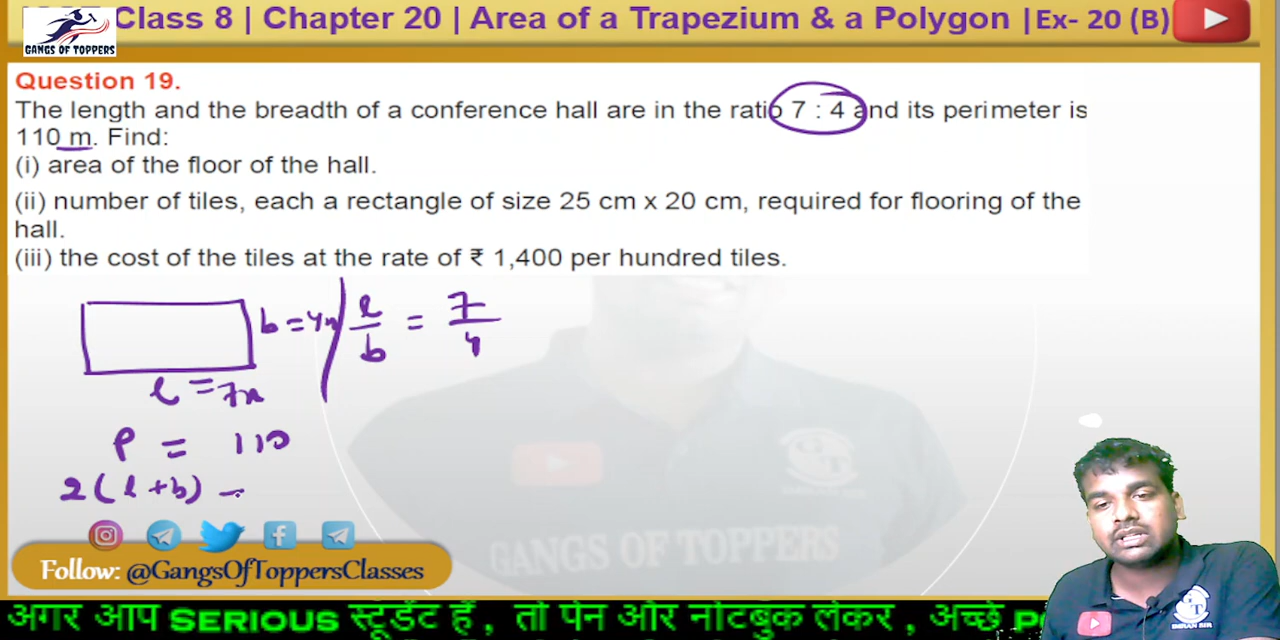 Class 8 | Chapter 20 | Area of a Trapezium & a Polygon | Ex- 20 (B)
GANGS OF TOPPERS
Question 19.
The length and the breadth of a conference hall are in the ratio 7 : 4 and its perimeter is
110 m. Find:
(i) area of the floor of the hall.
(ii) number of tiles, each a rectangle of size 25 cm x 20 cm, required for flooring of the
hall.
(iii) the cost of the tiles at the rate of ₹ 1,400 per hundred tiles.
b = 4x
l/b = 7/4
l = 7x
P = 110
2(l+b) =
GANGS OF TOPPERS
Follow: @GangsOfToppersClasses
अगर आप SERIOUS स्टूडेंट हैं, तो पेन और नोटबुक लेकर, अच्छे